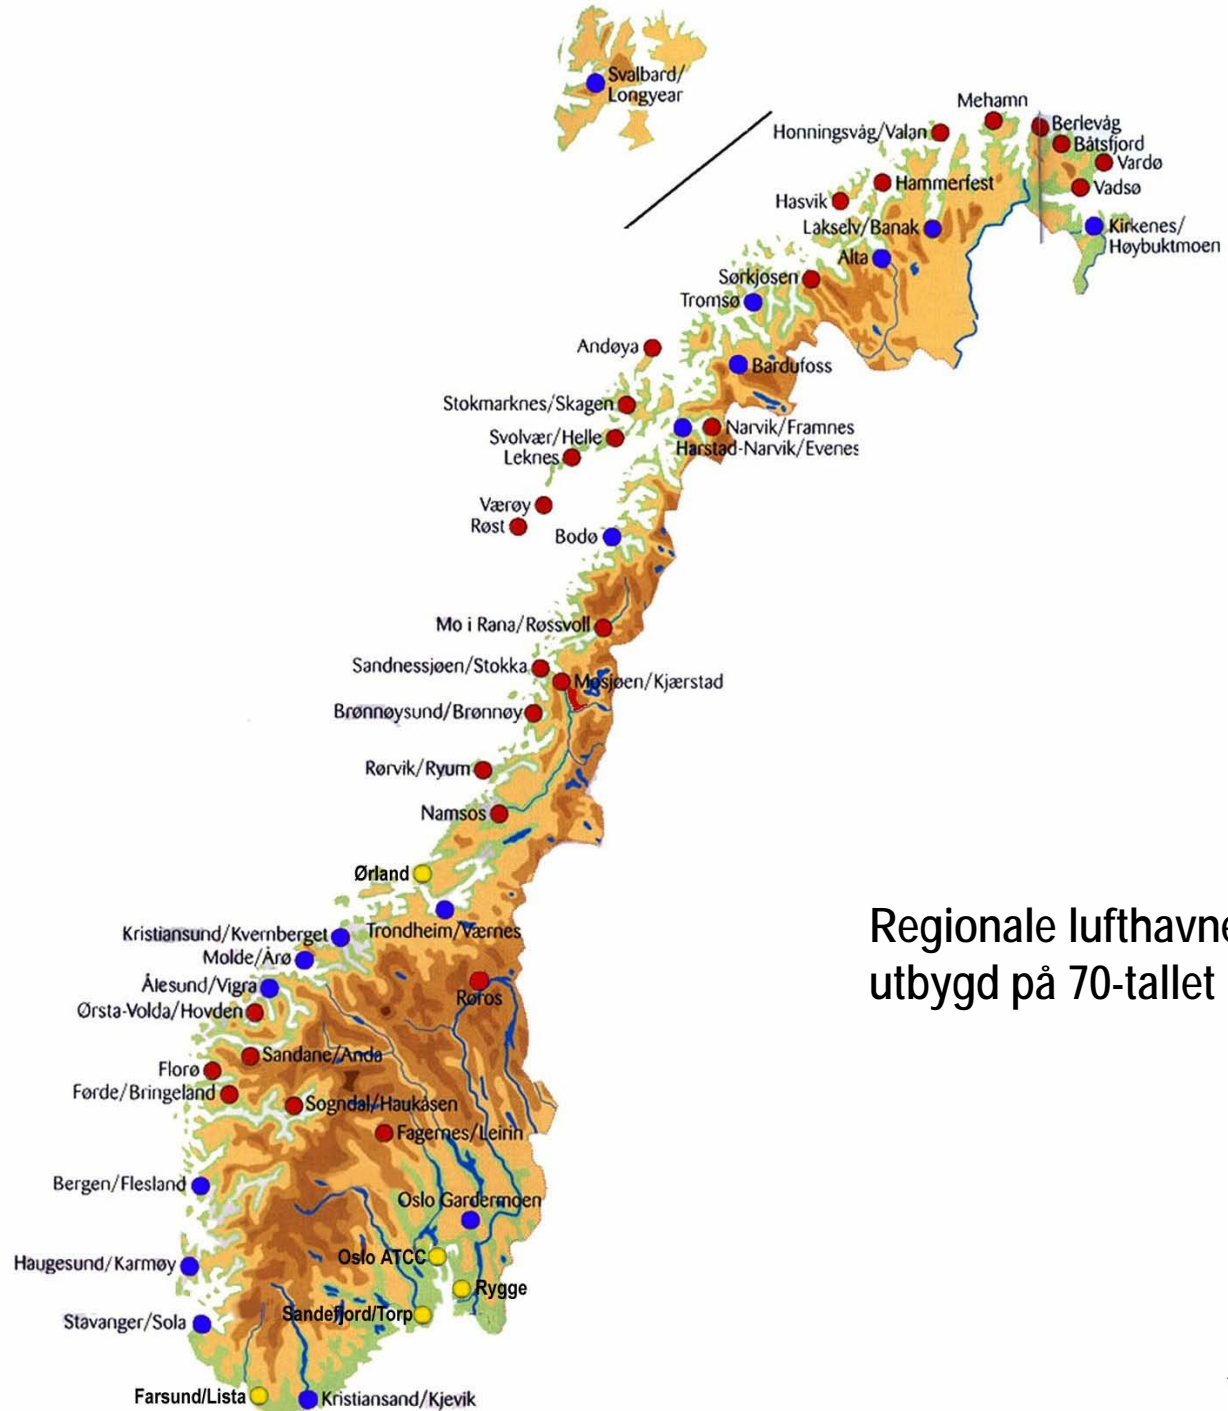 Svalbard/
Longyear
Mehamn
Honningsvåg/Valan
Berlevåg
Båtsfjord
Vardø
Hammerfest
Vadsø
Hasvik
Lakselv/Banak
Kirkenes/
Høybuktmoen
Alta
Sørkjosen
Tromsø
Andøya
Bardufoss
Stokmarknes/Skagen
Narvik/Framnes
Svolvær/Helle
Harstad-Narvik/Evenes
Leknes
Værøy
Røst
Bodø
Mo i Rana/Røssvoll
Sandnessjøen/Stokka
Mosjøen/Kjærstad
Brønnøysund/Brønnøy
Rørvik/Ryum
Namsos
Ørland
Kristiansund/Kvernberget
Trondheim/Værnes
Molde/Årø
Ålesund/Vigra
Røros
Ørsta-Volda/Hovden
Regionale lufthavne
utbygd på 70-tallet
Sandane/Anda
Florø
Førde/Bringeland
Sogndal/Haukåsen
Fagernes/Leirin
Bergen/Flesland
Oslo Gardermoen
Oslo ATCC
Haugesund/Karmøy
Rygge
Sandefjord/Torp
Stavanger/Sola
Farsund/Lista
Kristiansand/Kjevik